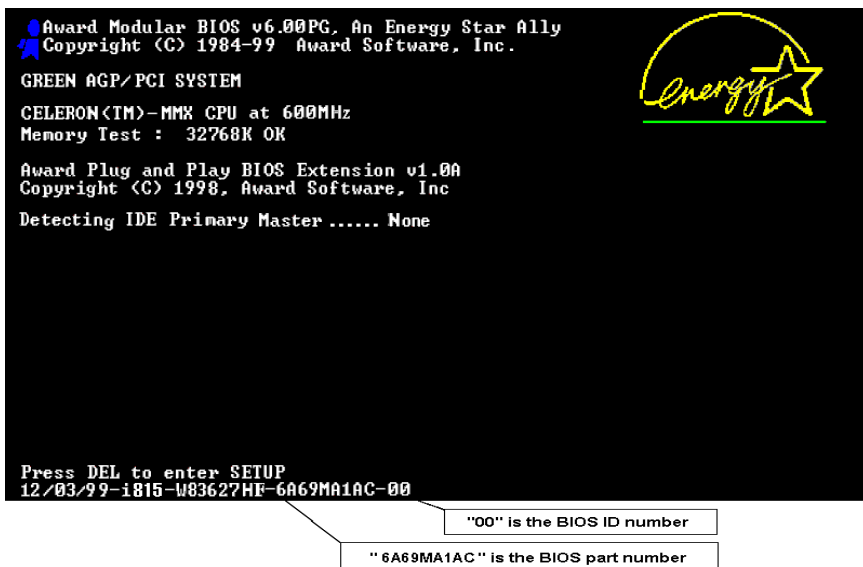 Award Modular BIOS v6.00PG, An Energy Star Ally
Copyright (C) 1984-99 Award Software, Inc.
energy
GREEN AGP/PCI SYSTEM
CELERON(TM)-MMX CPU at 600MHz
Memory Test : 32768K OK
Award Plug and Play BIOS Extension v1.0A
Copyright (C) 1998, Award Software, Inc
Detecting IDE Primary Master ...... None
Press DEL to enter SETUP
12/03/99-i815-W83627HF-6A69MA1AC-00
"00" is the BIOS ID number
"6A69MA1AC" is the BIOS part number